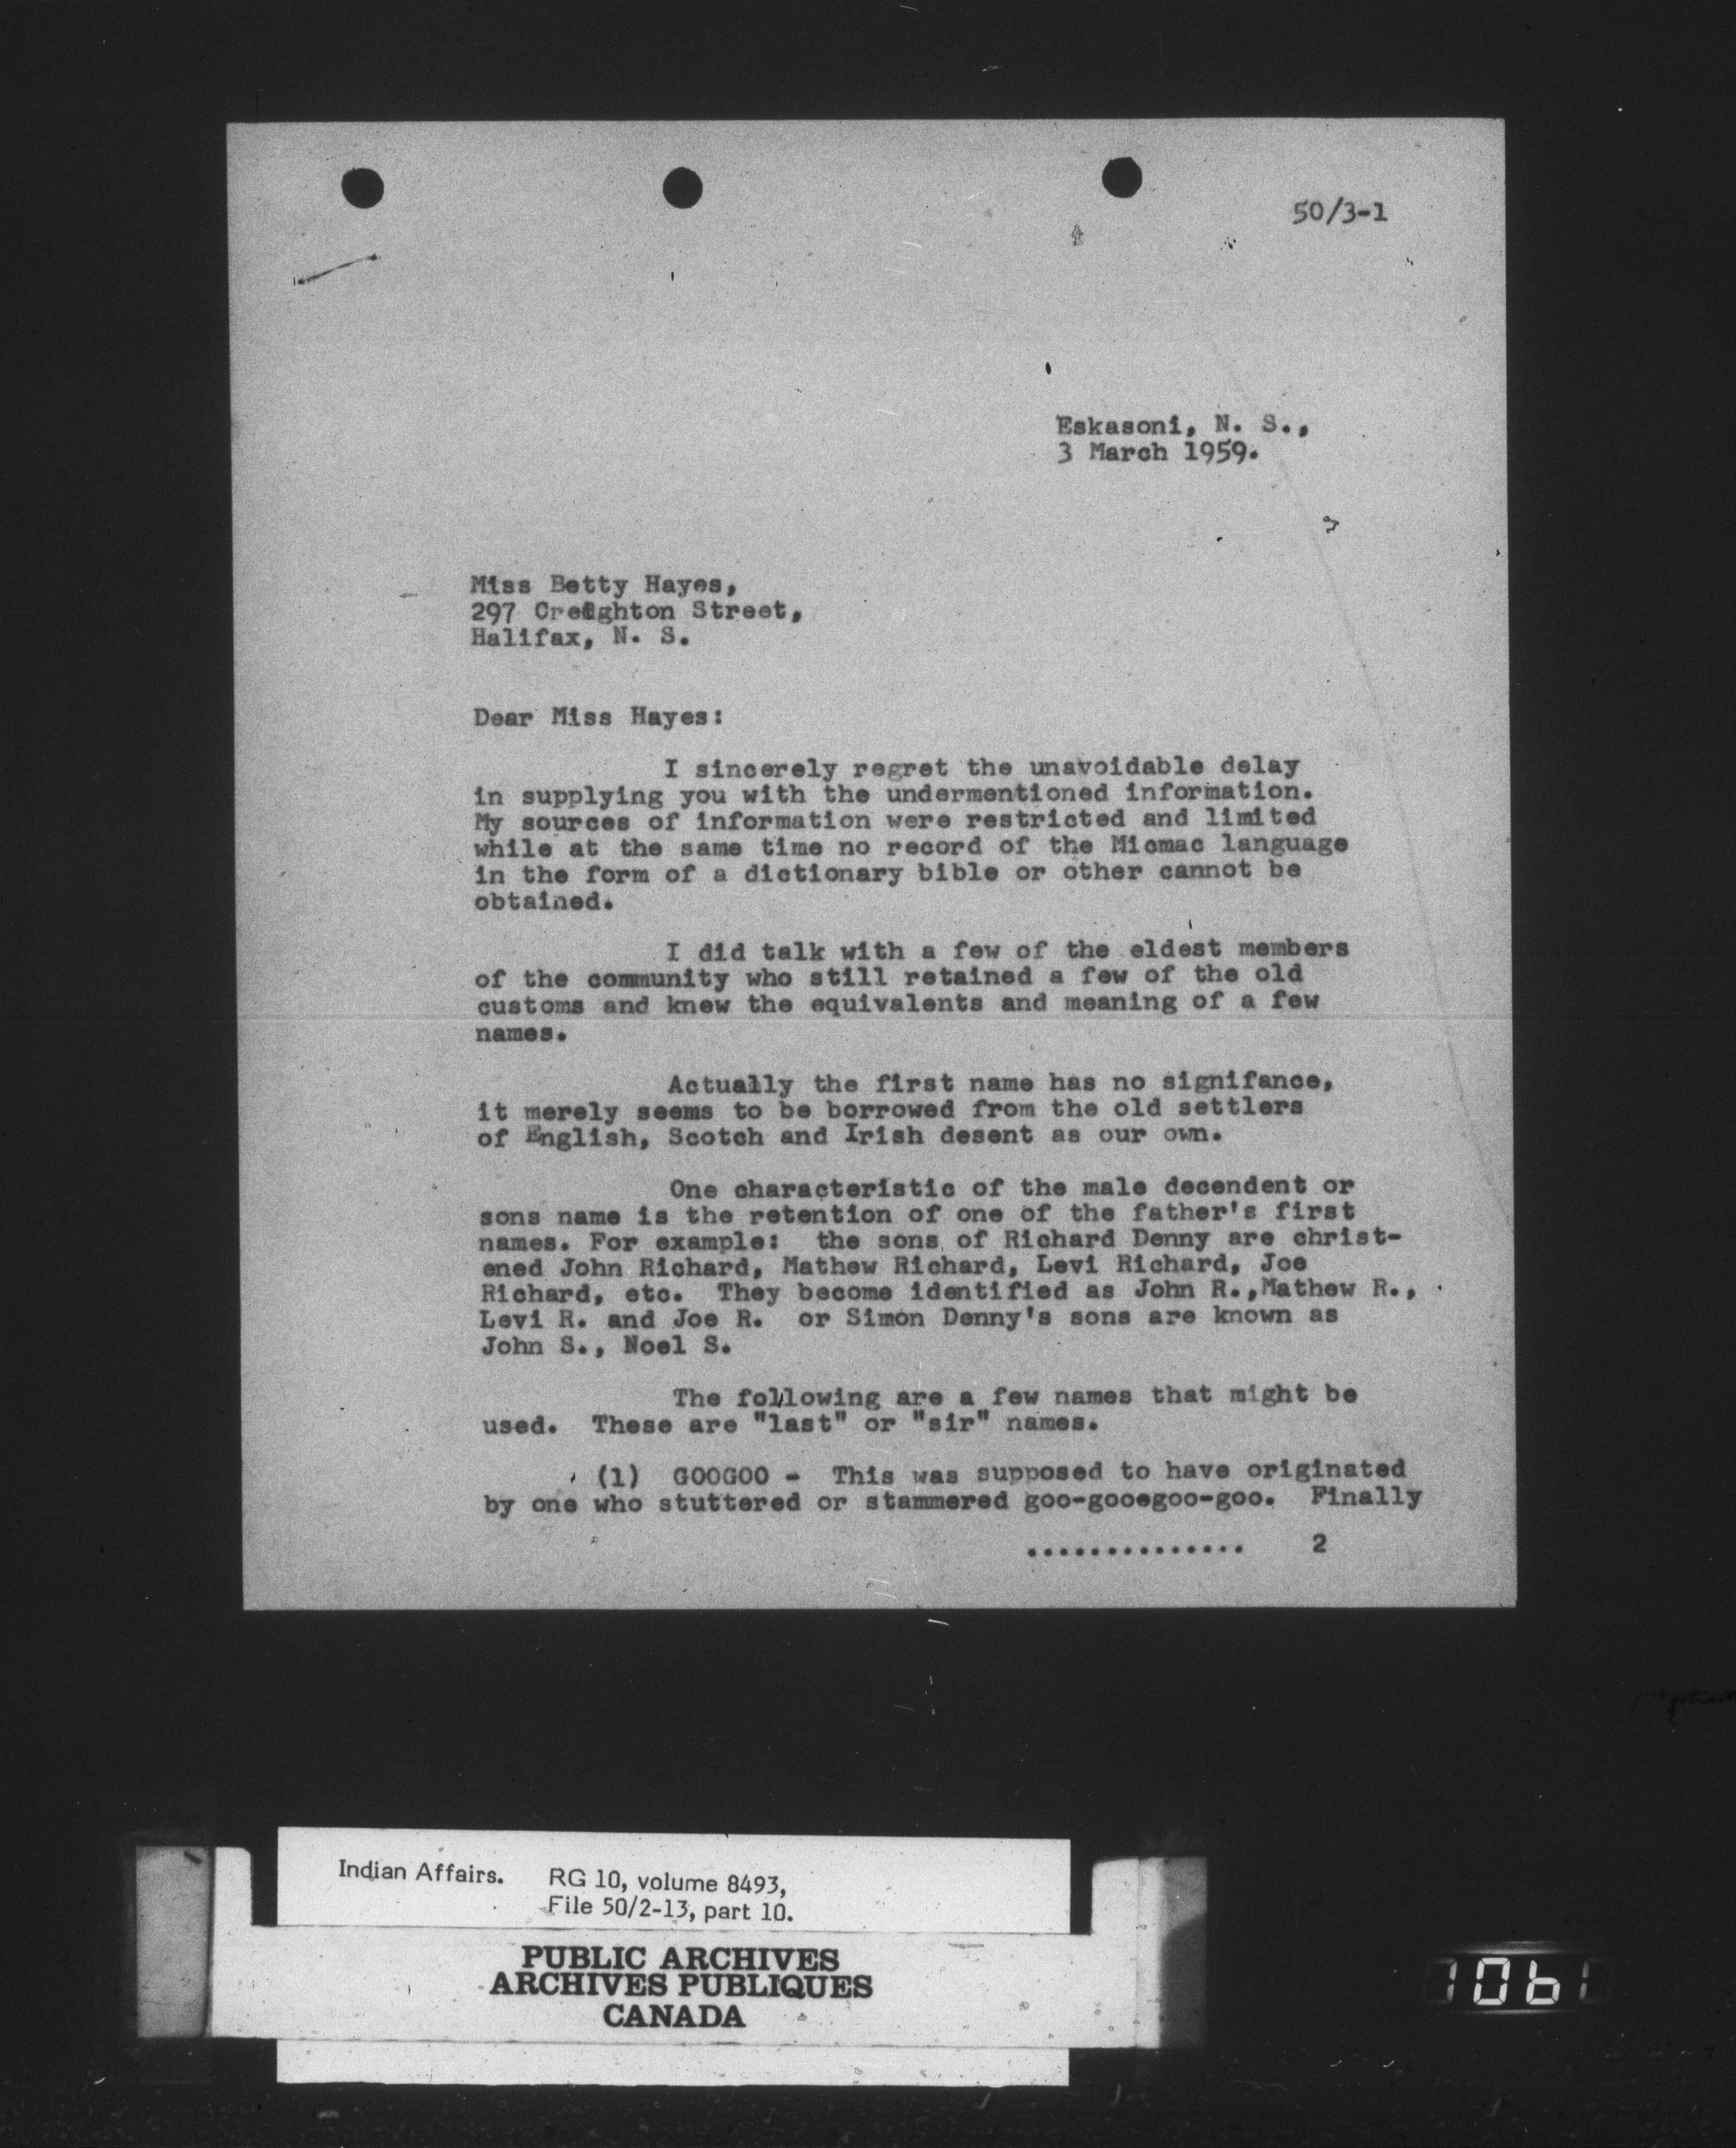 50/3-1
Eskasoni, N. S.,
3 March 1959.
Miss Betty Hayes,
297 Creighton Street,
Halifax, N. S.
Dear Miss Hayes:
I sincerely regret the unavoidable delay
in supplying you with the undermentioned information.
My sources of information were restricted and limited
while at the same time no record of the Micmac language
in the form of a dictionary bible or other cannot be
obtained.
I did talk with a few of the eldest members
of the community who still retained a few of the old
customs and knew the equivalents and meaning of a few
names.
Actually the first name has no signifance,
it merely seems to be borrowed from the old settlers
of English, Scotch and Irish desent as our own.
One characteristic of the male decendent or
sons name is the retention of one of the father's first
names. For example: the sons of Richard Denny are christ-
ened John Richard, Mathew Richard, Levi Richard, Joe
Richard, etc. They become identified as John R.,Mathew R.,
Levi R. and Joe R. or Simon Denny's sons are known as
John S., Noel S.
The following are a few names that might be
used. These are "last" or "sir" names.
(1) GOOGOO - This was supposed to have originated
by one who stuttered or stammered goo-gooegoo-goo. Finally
.............. 2
Indian Affairs. RG 10, volume 8493,
File 50/2-13, part 10.
PUBLIC ARCHIVES
ARCHIVES PUBLIQUES
CANADA